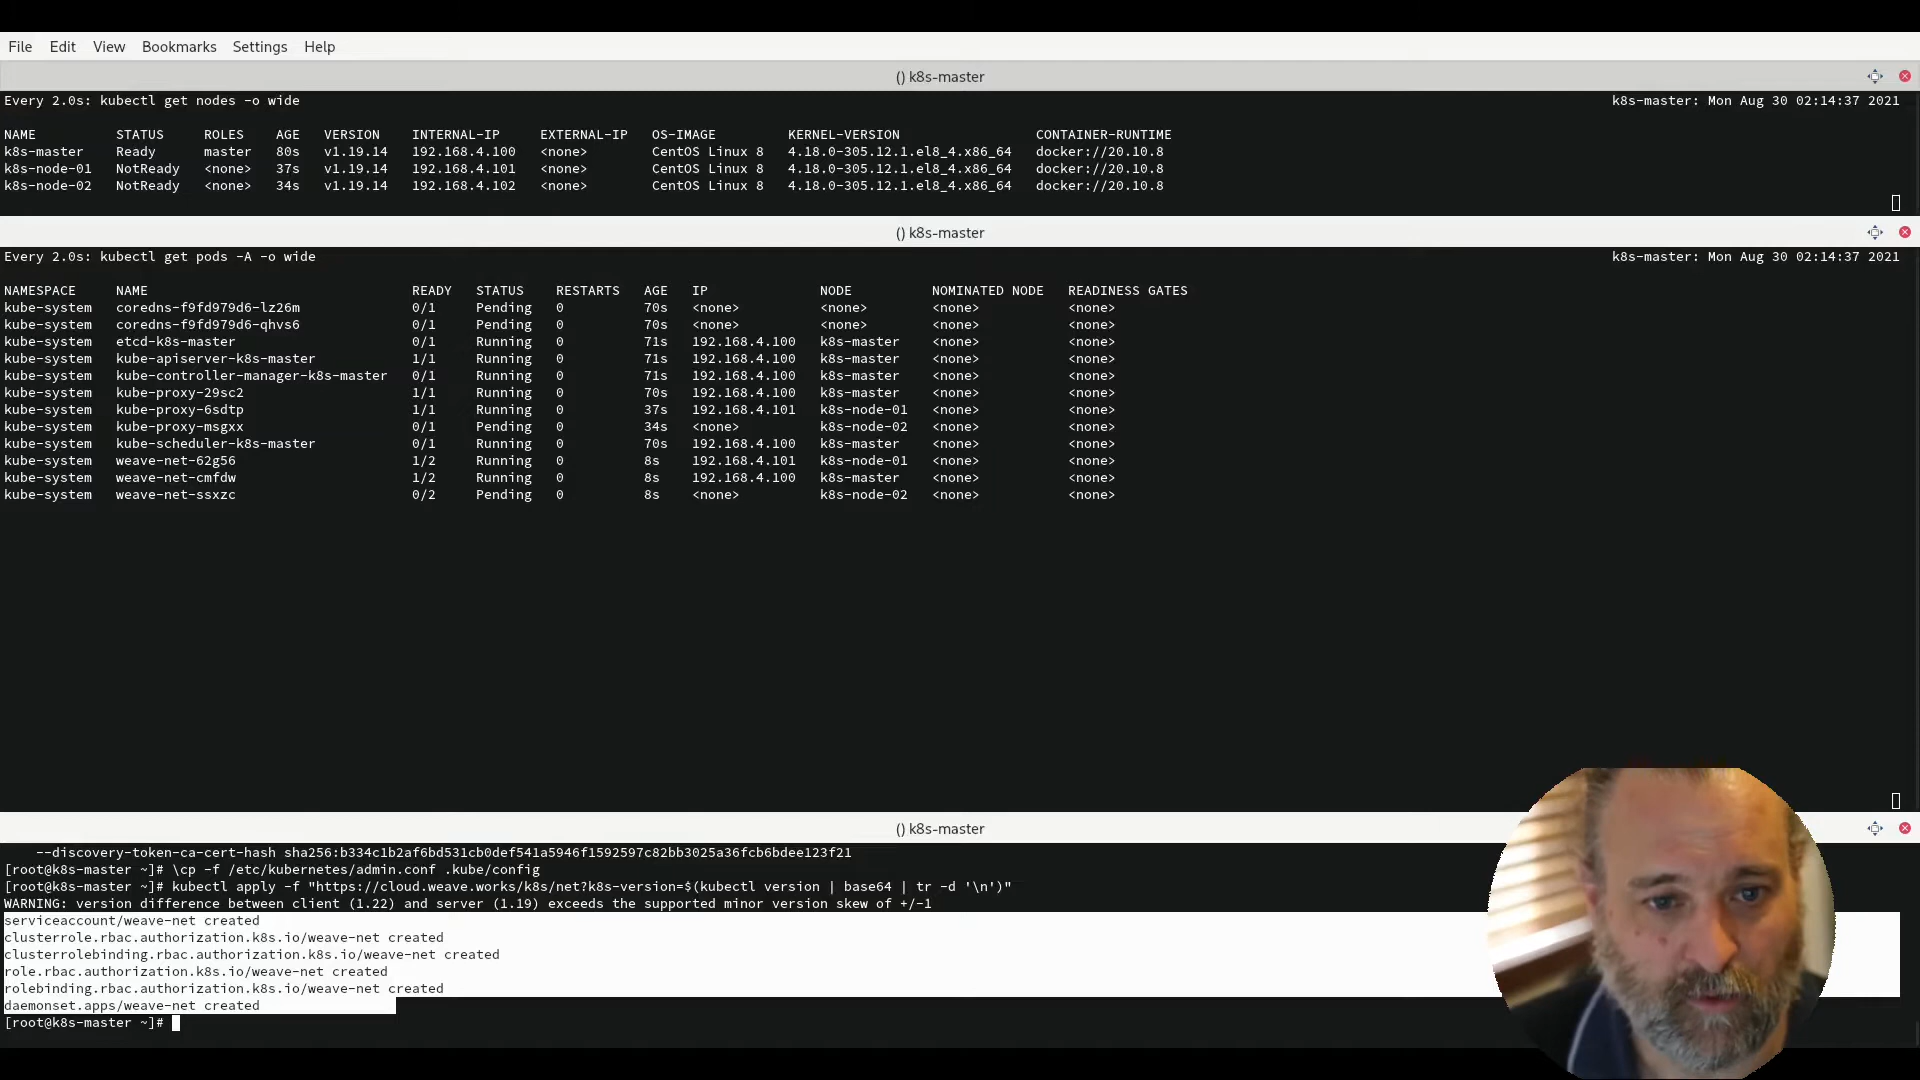 File Edit View Bookmarks Settings Help
() k8s-master
Every 2.0s: kubectl get nodes -o wide k8s-master: Mon Aug 30 02:14:37 2021
NAME STATUS ROLES AGE VERSION INTERNAL-IP EXTERNAL-IP OS-IMAGE KERNEL-VERSION CONTAINER-RUNTIME
k8s-master Ready master 80s v1.19.14 192.168.4.100 <none> CentOS Linux 8 4.18.0-305.12.1.el8_4.x86_64 docker://20.10.8
k8s-node-01 NotReady <none> 37s v1.19.14 192.168.4.101 <none> CentOS Linux 8 4.18.0-305.12.1.el8_4.x86_64 docker://20.10.8
k8s-node-02 NotReady <none> 34s v1.19.14 192.168.4.102 <none> CentOS Linux 8 4.18.0-305.12.1.el8_4.x86_64 docker://20.10.8
() k8s-master
Every 2.0s: kubectl get pods -A -o wide k8s-master: Mon Aug 30 02:14:37 2021
NAMESPACE NAME READY STATUS RESTARTS AGE IP NODE NOMINATED NODE READINESS GATES
kube-system coredns-f9fd979d6-lz26m 0/1 Pending 0 70s <none> <none> <none> <none>
kube-system coredns-f9fd979d6-qhvs6 0/1 Pending 0 70s <none> <none> <none> <none>
kube-system etcd-k8s-master 0/1 Running 0 71s 192.168.4.100 k8s-master <none> <none>
kube-system kube-apiserver-k8s-master 1/1 Running 0 71s 192.168.4.100 k8s-master <none> <none>
kube-system kube-controller-manager-k8s-master 0/1 Running 0 71s 192.168.4.100 k8s-master <none> <none>
kube-system kube-proxy-29sc2 1/1 Running 0 70s 192.168.4.100 k8s-master <none> <none>
kube-system kube-proxy-6sdtp 1/1 Running 0 37s 192.168.4.101 k8s-node-01 <none> <none>
kube-system kube-proxy-msgxx 0/1 Pending 0 34s <none> k8s-node-02 <none> <none>
kube-system kube-scheduler-k8s-master 0/1 Running 0 70s 192.168.4.100 k8s-master <none> <none>
kube-system weave-net-62g56 1/2 Running 0 8s 192.168.4.101 k8s-node-01 <none> <none>
kube-system weave-net-cmfdw 1/2 Running 0 8s 192.168.4.100 k8s-master <none> <none>
kube-system weave-net-ssxzc 0/2 Pending 0 8s <none> k8s-node-02 <none> <none>
() k8s-master
--discovery-token-ca-cert-hash sha256:b334c1b2af6bd531cb0def541a5946f1592597c82bb3025a36fcb6bdee123f21
[root@k8s-master ~]# \cp -f /etc/kubernetes/admin.conf .kube/config
[root@k8s-master ~]# kubectl apply -f "https://cloud.weave.works/k8s/net?k8s-version=$(kubectl version | base64 | tr -d '\n')"
WARNING: version difference between client (1.22) and server (1.19) exceeds the supported minor version skew of +/-1
serviceaccount/weave-net created
clusterrole.rbac.authorization.k8s.io/weave-net created
clusterrolebinding.rbac.authorization.k8s.io/weave-net created
role.rbac.authorization.k8s.io/weave-net created
rolebinding.rbac.authorization.k8s.io/weave-net created
daemonset.apps/weave-net created
[root@k8s-master ~]#